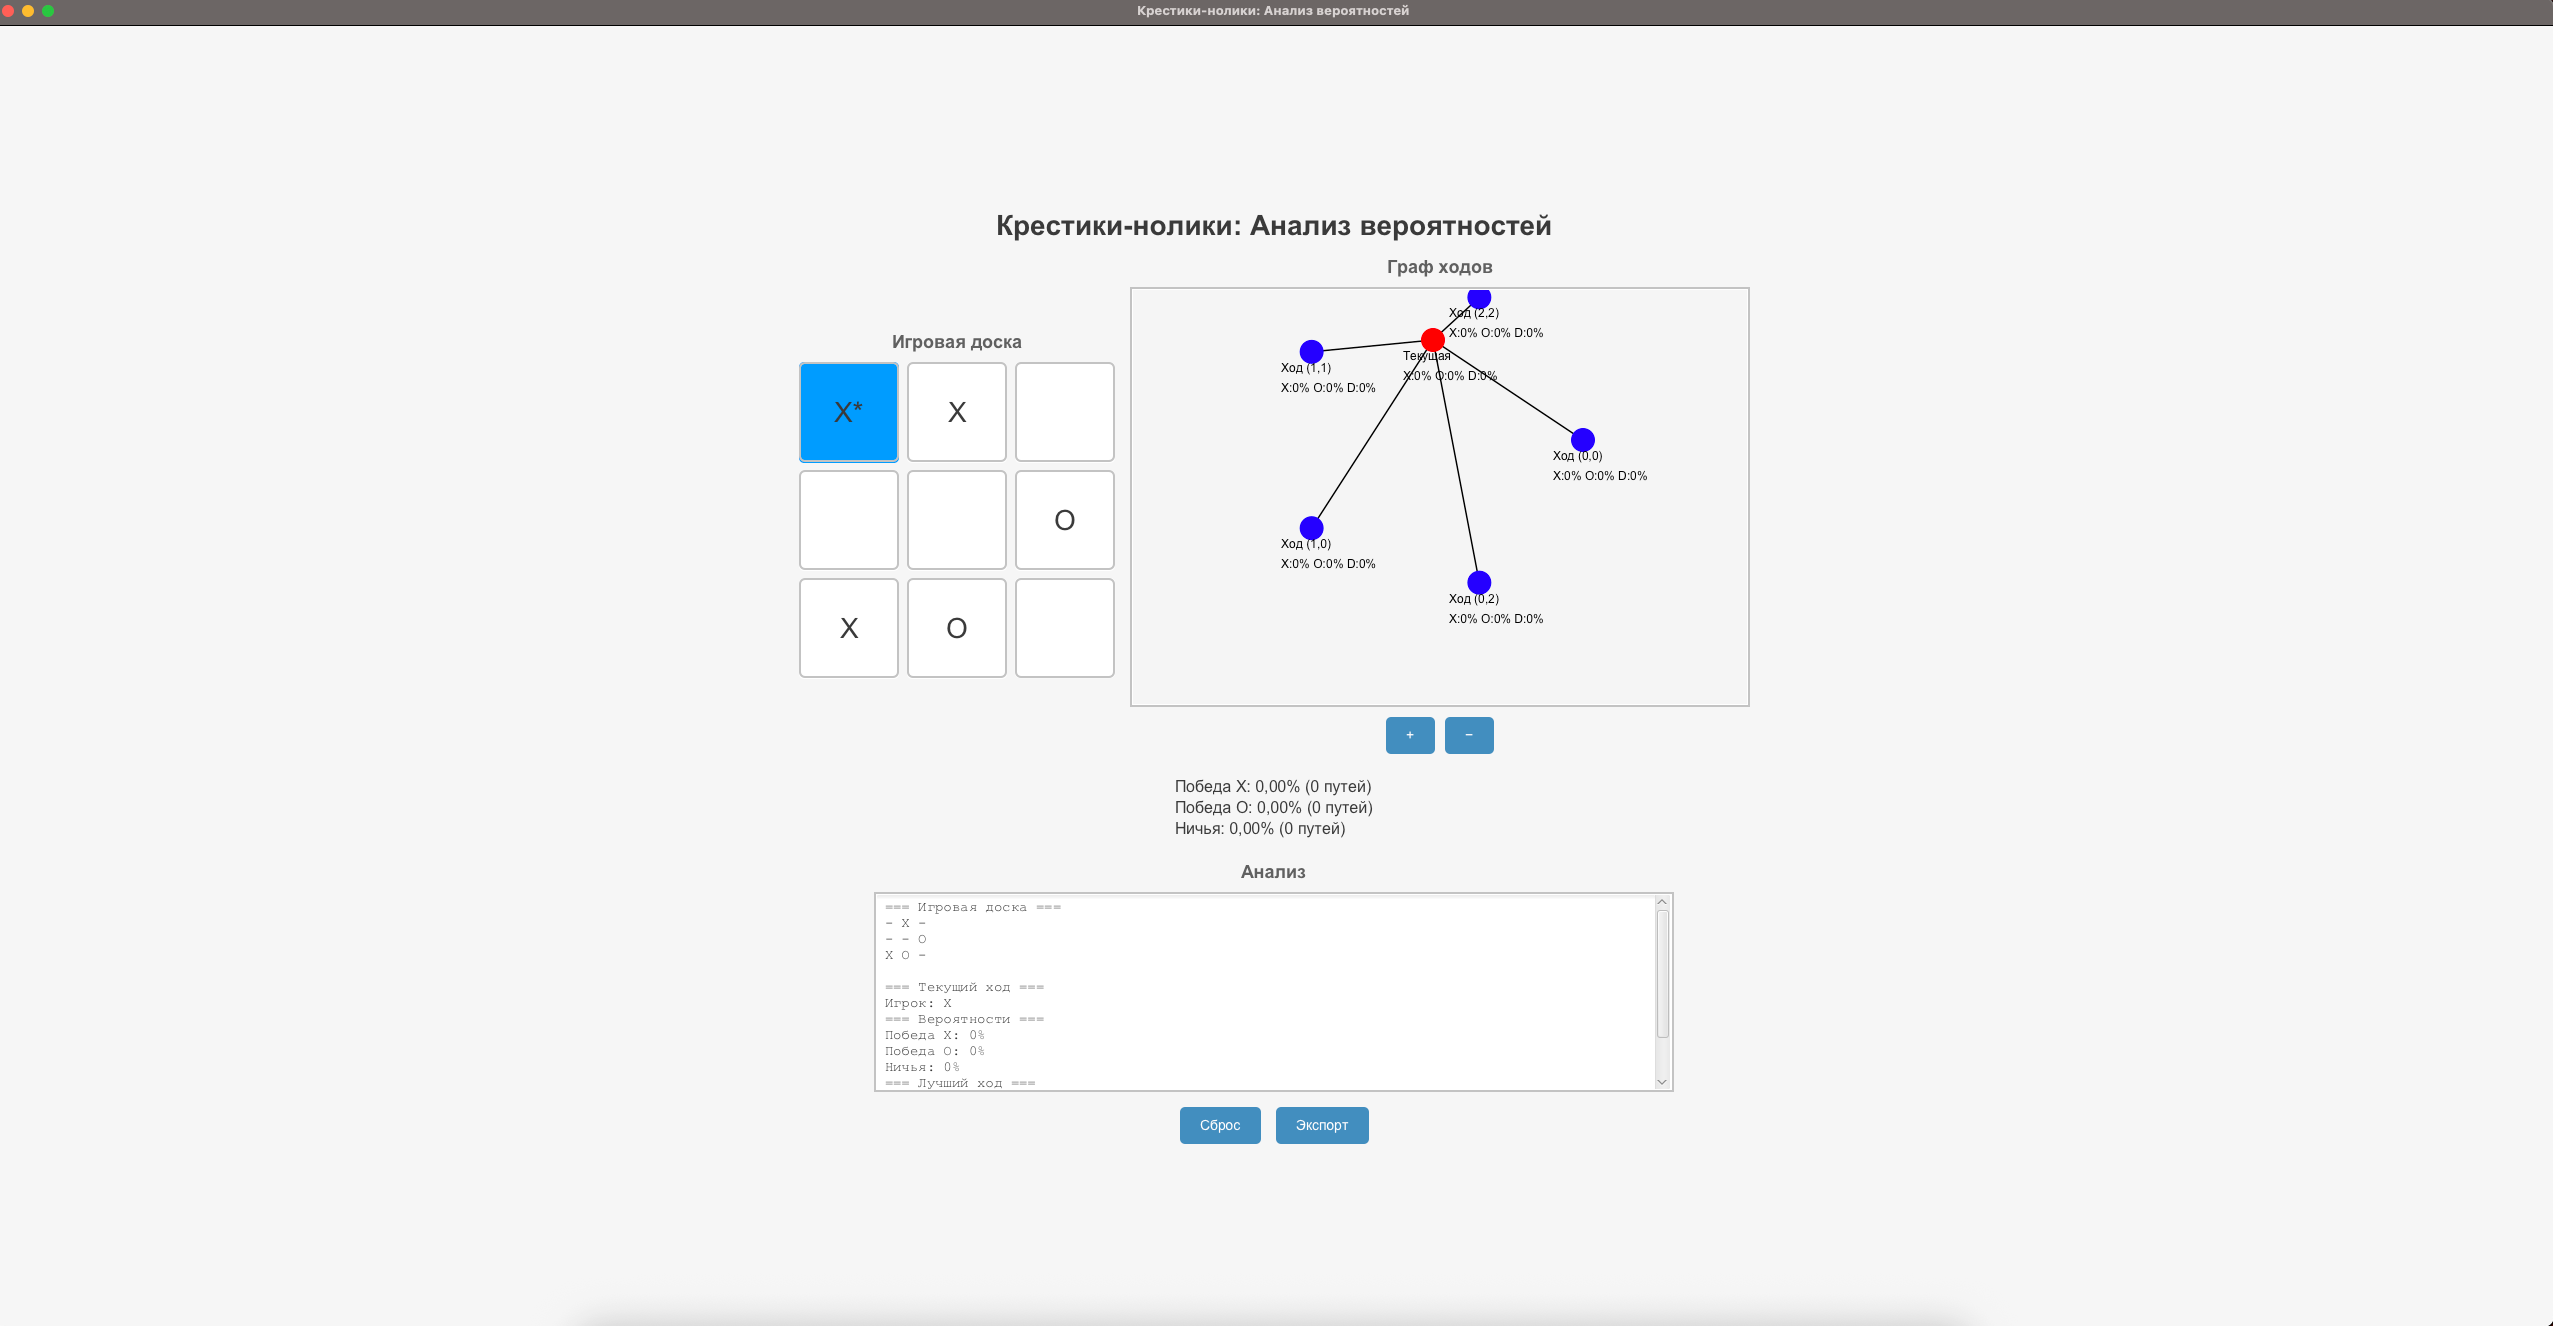 Крестики-нолики: Анализ вероятностей
Крестики-нолики: Анализ вероятностей
Игровая доска
X* X
O
X O
Граф ходов
Ход (2,2)
X:0% O:0% D:0%
Текущая
X:0% O:0% D:0%
Ход (1,1)
X:0% O:0% D:0%
Ход (0,0)
X:0% O:0% D:0%
Ход (1,0)
X:0% O:0% D:0%
Ход (0,2)
X:0% O:0% D:0%
+ −
Победа X: 0,00% (0 путей)
Победа O: 0,00% (0 путей)
Ничья: 0,00% (0 путей)
Анализ
=== Игровая доска ===
- X -
- - O
X O -
=== Текущий ход ===
Игрок: X
=== Вероятности ===
Победа X: 0%
Победа O: 0%
Ничья: 0%
=== Лучший ход ===
Сброс Экспорт